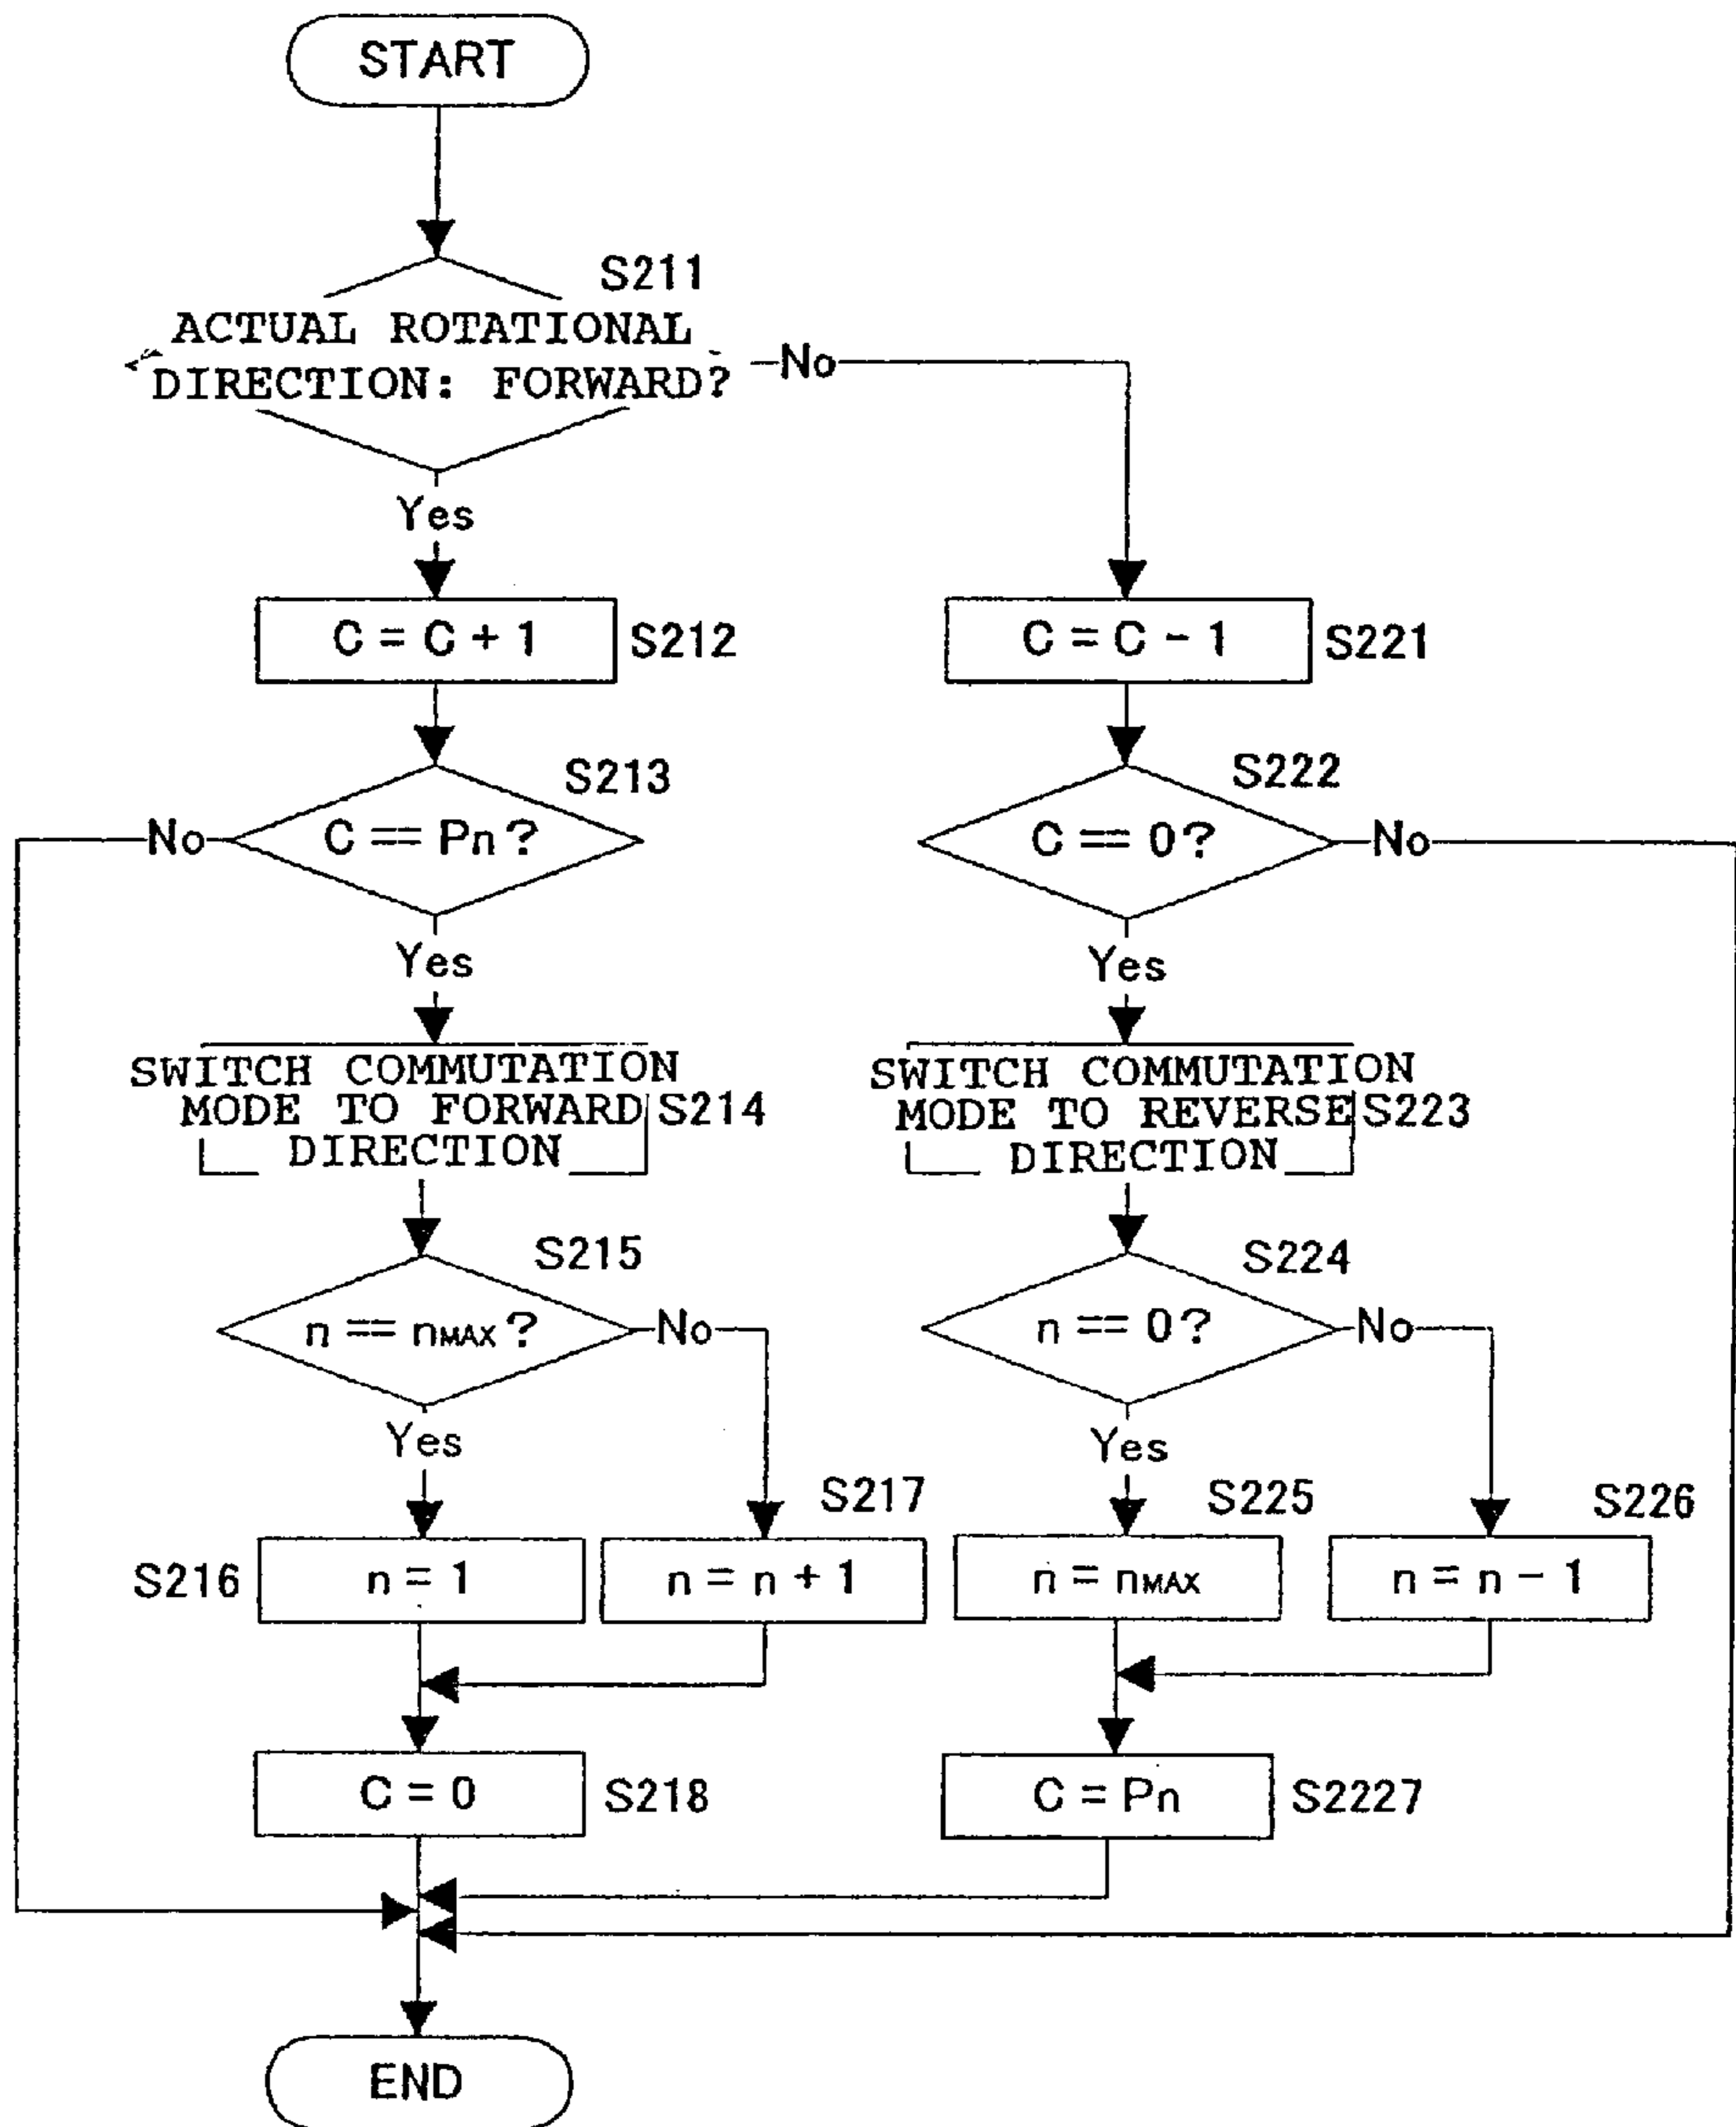 START
S211
ACTUAL ROTATIONAL
DIRECTION: FORWARD?
No
Yes
C = C + 1
S212
C = C - 1
S221
S213
C == Pn ?
No
S222
C == 0 ?
No
Yes
Yes
SWITCH COMMUTATION
MODE TO FORWARD
DIRECTION
S214
SWITCH COMMUTATION
MODE TO REVERSE
DIRECTION
S223
S215
n == nMAX ?
No
S224
n == 0 ?
No
Yes
Yes
S217
S225
S226
S216
n = 1
n = n + 1
n = nMAX
n = n - 1
C = 0
S218
C = Pn
S2227
END